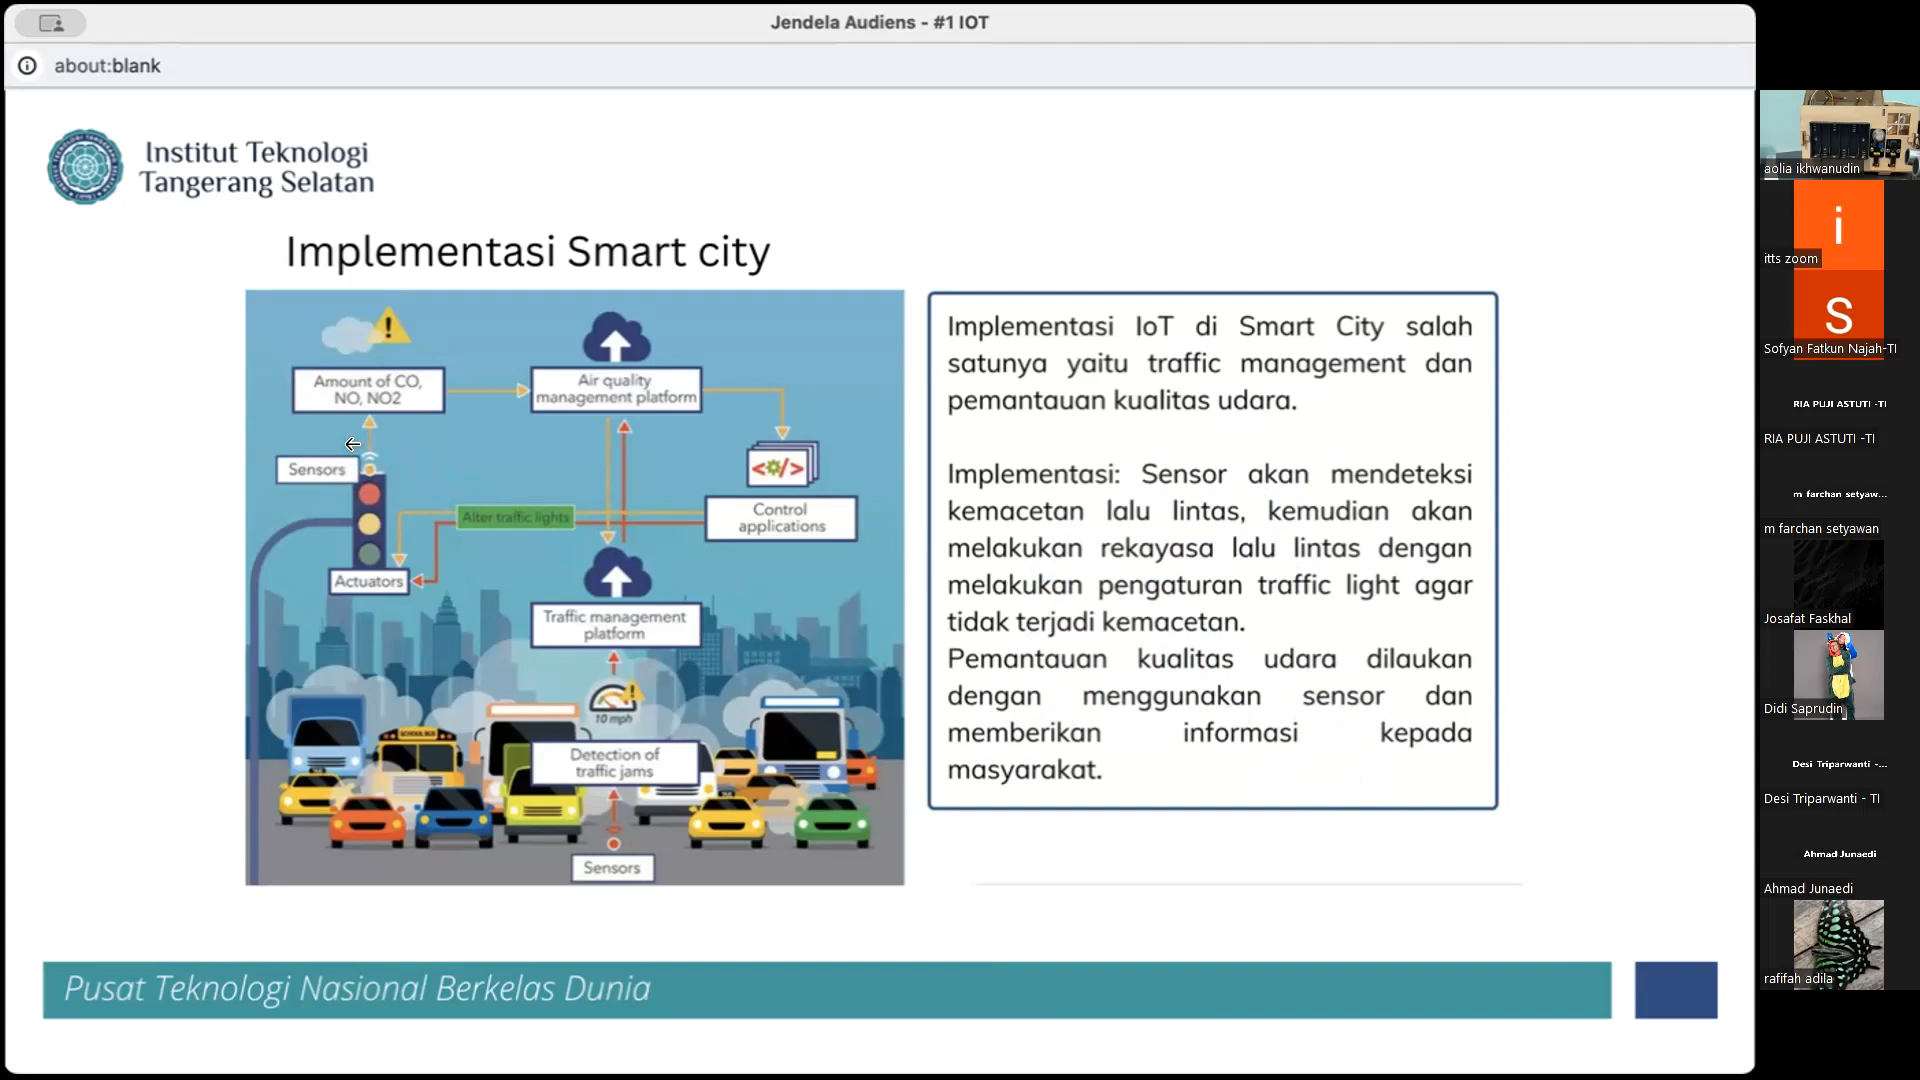 Jendela Audiens - #1 IOT
about:blank
Institut Teknologi
Tangerang Selatan
Implementasi Smart city
Amount of CO,
NO, NO2
Air quality
management platform
Sensors
Alter traffic lights
Control
applications
Actuators
Traffic management
platform
10 mph
SCHOOL BUS
Detection of
traffic jams
TAXI
TAXI
Sensors
Implementasi IoT di Smart City salah
satunya yaitu traffic management dan
pemantauan kualitas udara.
Implementasi: Sensor akan mendeteksi
kemacetan lalu lintas, kemudian akan
melakukan rekayasa lalu lintas dengan
melakukan pengaturan traffic light agar
tidak terjadi kemacetan.
Pemantauan kualitas udara dilaukan
dengan menggunakan sensor dan
memberikan informasi kepada
masyarakat.
Pusat Teknologi Nasional Berkelas Dunia
aolia ikhwanudin
i
itts zoom
S
Sofyan Fatkun Najah-TI
RIA PUJI ASTUTI -TI
RIA PUJI ASTUTI -TI
m farchan setyaw...
m farchan setyawan
Josafat Faskhal
Didi Saprudin
Desi Triparwanti -...
Desi Triparwanti - TI
Ahmad Junaedi
Ahmad Junaedi
rafifah adila